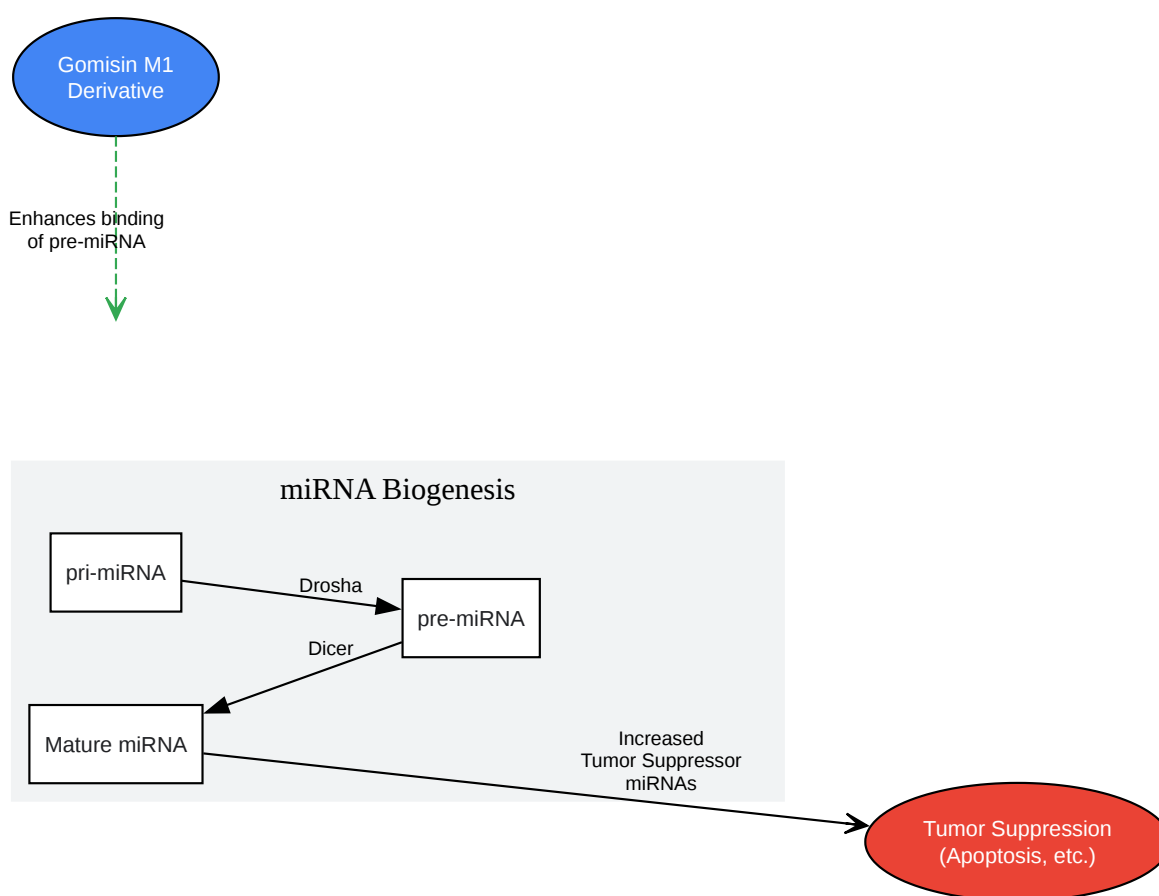 Gomisin M1
Derivative
Enhances binding
of pre-miRNA
miRNA Biogenesis
pri-miRNA
Drosha
pre-miRNA
Dicer
Mature miRNA
Increased
Tumor Suppressor
miRNAs
Tumor Suppression
(Apoptosis, etc.)